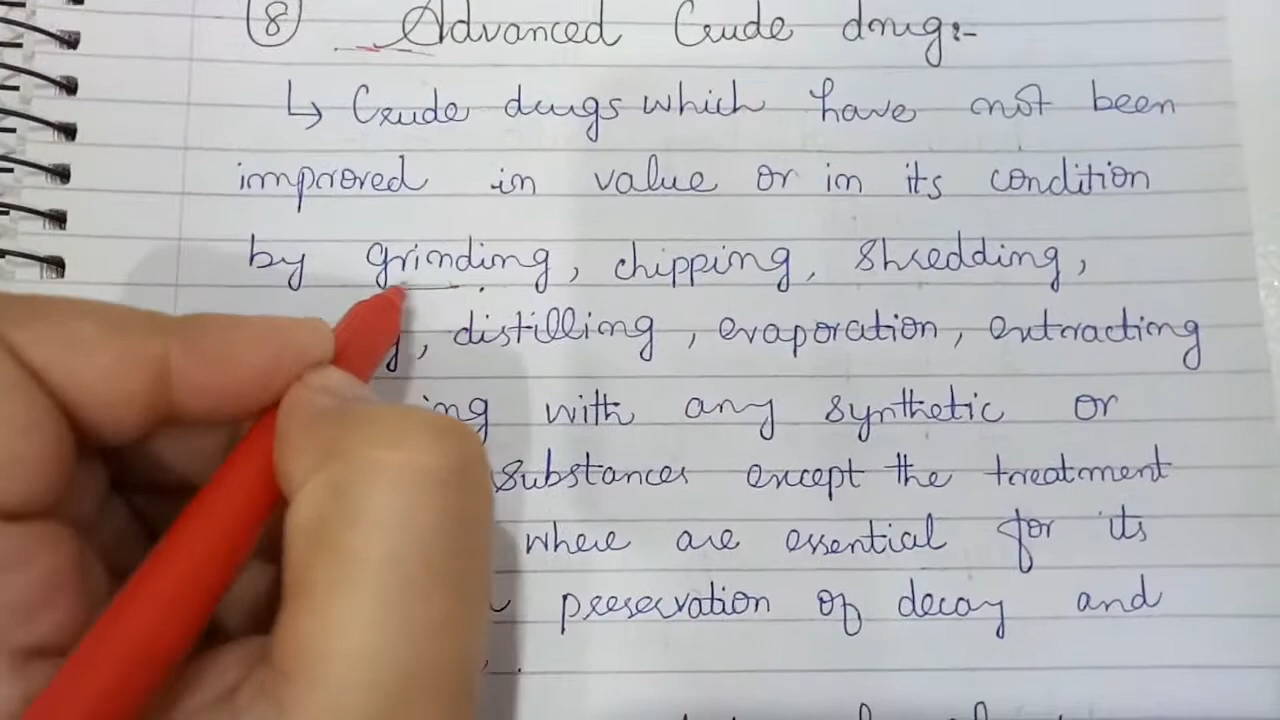 ⑧ Advanced Crude drug:-
↳ Crude drugs which have not been
improved in value or in its condition
by grinding, chipping, shredding,
, distilling, evaporation, extracting
with any synthetic or
substances except the treatment
where are essential for its
preservation of decay and